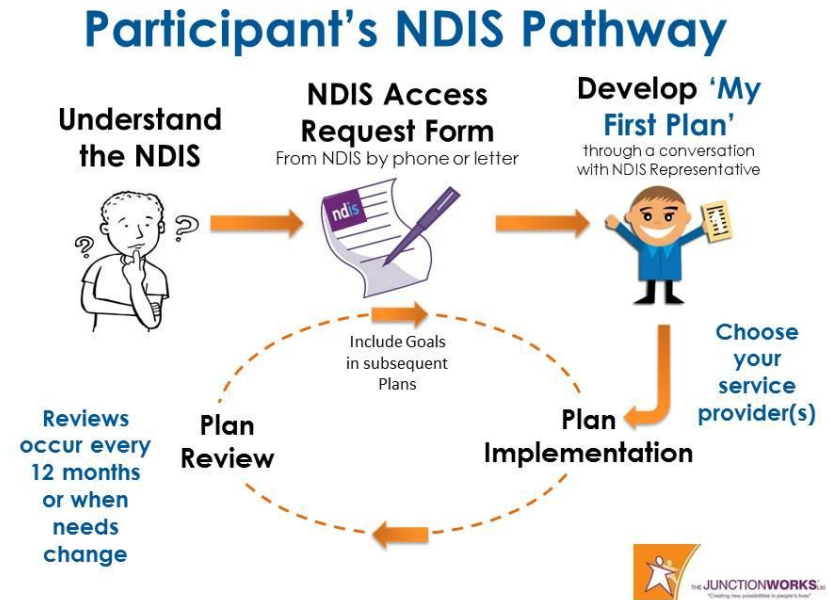 Participant's NDIS Pathway
Understand
the NDIS
NDIS Access
Request Form
From NDIS by phone or letter
Develop ‘My
First Plan’
through a conversation
with NDIS Representative
?
?
ndis
Include Goals
in subsequent
Plans
Choose
your
service
provider(s)
Plan
Implementation
Plan
Review
Reviews
occur every
12 months
or when
needs
change
THE JUNCTIONWORKS Ltd
"Creating new possibilities in people's lives"